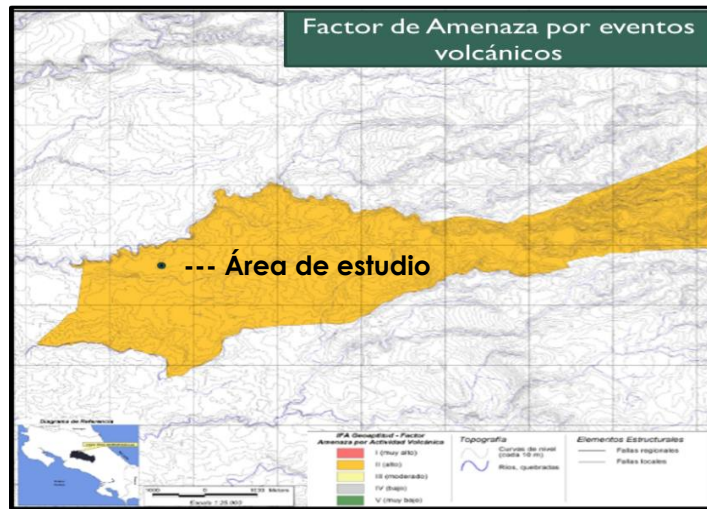 Factor de Amenaza por eventos
volcánicos
--- Área de estudio
Diagrama de Referencia
IFA Geoaptitud - Factor
Amenaza por Actividad Volcánica
I (muy alto)
II (alto)
III (moderado)
IV (bajo)
V (muy bajo)
Topografía
Curvas de nivel
(cada 10 m)
Ríos, quebradas
Elementos Estructurales
Fallas regionales
Fallas locales
1000 0 1000 Meters